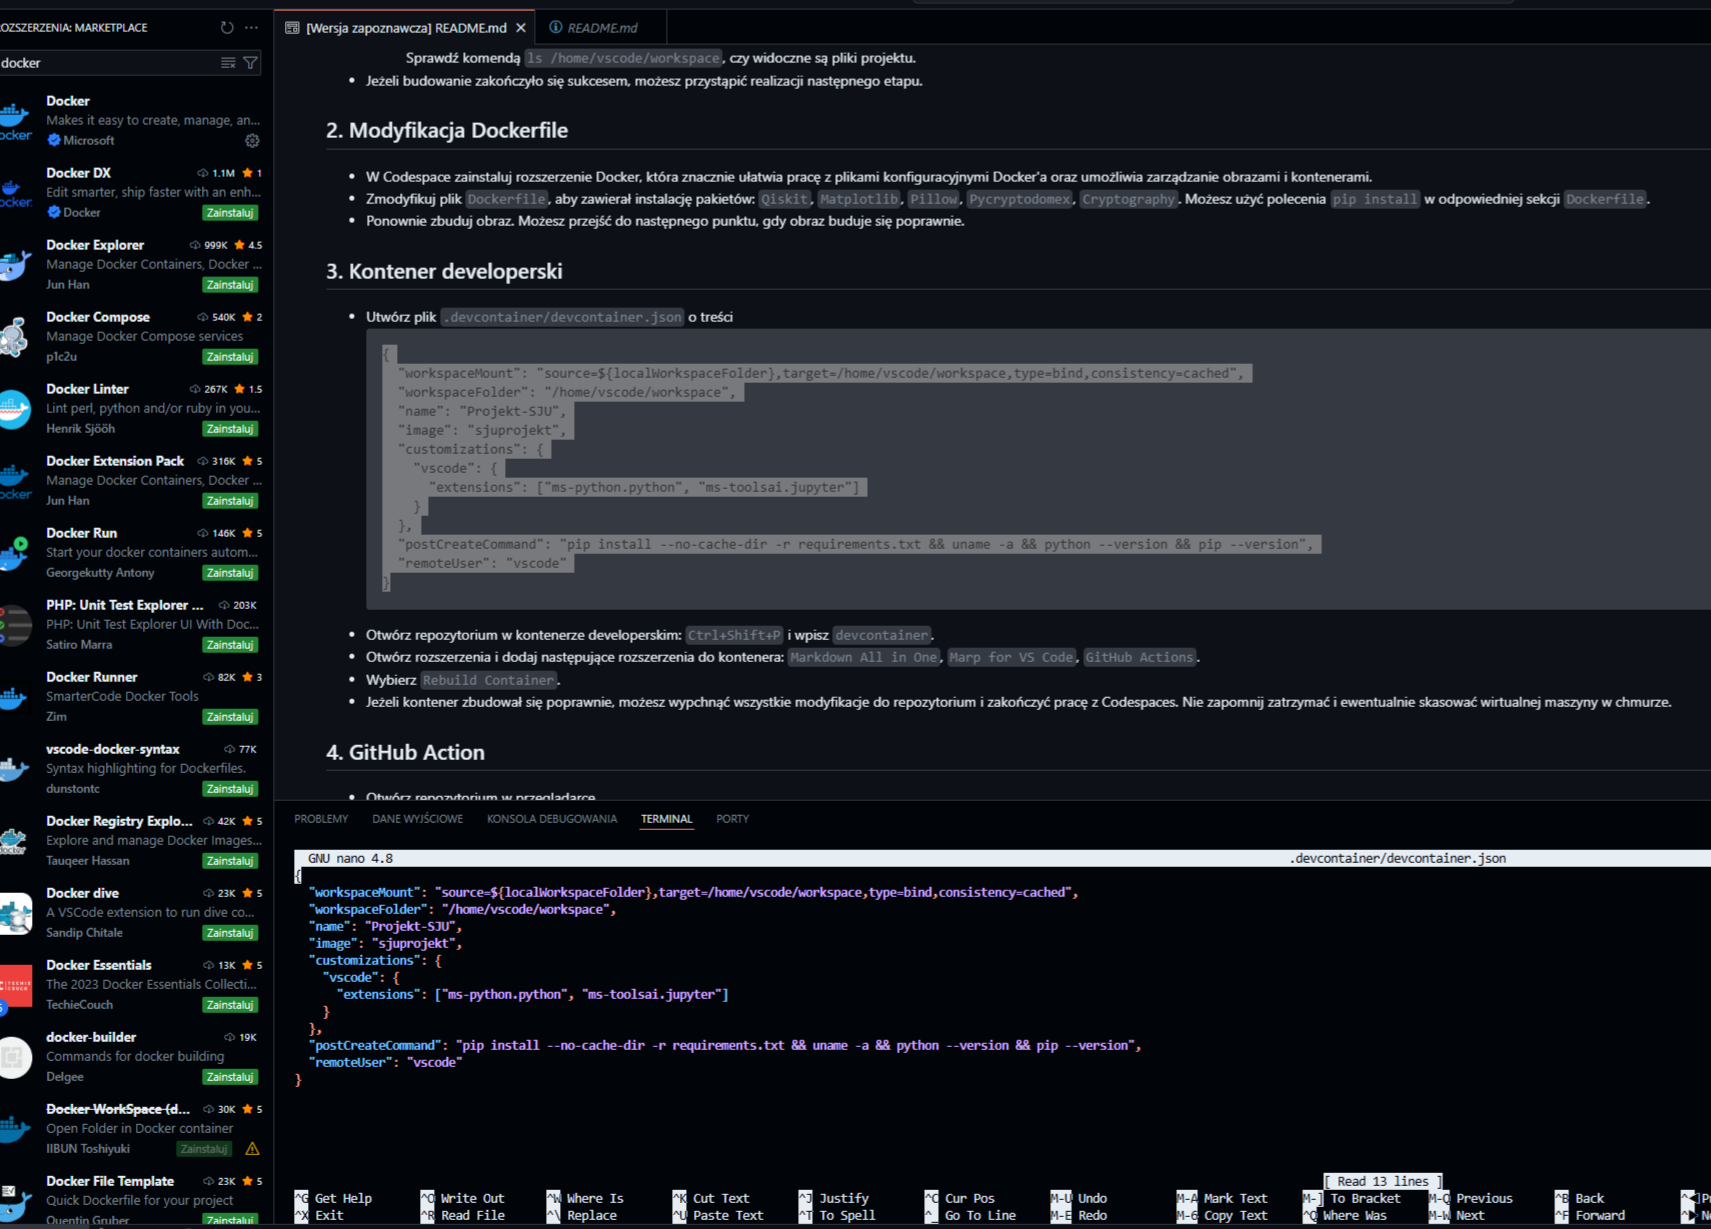 OZSZERZENIA: MARKETPLACE
docker
Docker
Makes it easy to create, manage, an...
Microsoft
Docker DX 1.1M 1
Edit smarter, ship faster with an enh...
Docker Zainstaluj
Docker Explorer 999K 4.5
Manage Docker Containers, Docker ...
Jun Han Zainstaluj
Docker Compose 540K 2
Manage Docker Compose services
p1c2u Zainstaluj
Docker Linter 267K 1.5
Lint perl, python and/or ruby in you...
Henrik Sjööh Zainstaluj
Docker Extension Pack 316K 5
Manage Docker Containers, Docker ...
Jun Han Zainstaluj
Docker Run 146K 5
Start your docker containers autom...
Georgekutty Antony Zainstaluj
PHP: Unit Test Explorer ... 203K
PHP: Unit Test Explorer UI With Doc...
Satiro Marra Zainstaluj
Docker Runner 82K 3
SmarterCode Docker Tools
Zim Zainstaluj
vscode-docker-syntax 77K
Syntax highlighting for Dockerfiles.
dunstontc Zainstaluj
Docker Registry Explo... 42K 5
Explore and manage Docker Images...
Tauqeer Hassan Zainstaluj
Docker dive 23K 5
A VSCode extension to run dive co...
Sandip Chitale Zainstaluj
Docker Essentials 13K 5
The 2023 Docker Essentials Collecti...
TechieCouch Zainstaluj
docker-builder 19K
Commands for docker building
Delgee Zainstaluj
Docker WorkSpace (d... 30K 5
Open Folder in Docker container
IIBUN Toshiyuki Zainstaluj
Docker File Template 23K 5
Quick Dockerfile for your project
Quentin Gruber Zainstaluj
[Wersja zapoznawcza] README.md README.md
Sprawdź komendą ls /home/vscode/workspace, czy widoczne są pliki projektu.
• Jeżeli budowanie zakończyło się sukcesem, możesz przystąpić realizacji następnego etapu.
2. Modyfikacja Dockerfile
• W Codespace zainstaluj rozszerzenie Docker, która znacznie ułatwia pracę z plikami konfiguracyjnymi Docker'a oraz umożliwia zarządzanie obrazami i kontenerami.
• Zmodyfikuj plik Dockerfile, aby zawierał instalację pakietów: Qiskit, Matplotlib, Pillow, Pycryptodomex, Cryptography. Możesz użyć polecenia pip install w odpowiedniej sekcji Dockerfile.
• Ponownie zbuduj obraz. Możesz przejść do następnego punktu, gdy obraz buduje się poprawnie.
3. Kontener developerski
• Utwórz plik .devcontainer/devcontainer.json o treści
{
"workspaceMount": "source=${localWorkspaceFolder},target=/home/vscode/workspace,type=bind,consistency=cached",
"workspaceFolder": "/home/vscode/workspace",
"name": "Projekt-SJU",
"image": "sjuprojekt",
"customizations": {
"vscode": {
"extensions": ["ms-python.python", "ms-toolsai.jupyter"]
}
},
"postCreateCommand": "pip install --no-cache-dir -r requirements.txt && uname -a && python --version && pip --version",
"remoteUser": "vscode"
}
• Otwórz repozytorium w kontenerze developerskim: Ctrl+Shift+P i wpisz devcontainer.
• Otwórz rozszerzenia i dodaj następujące rozszerzenia do kontenera: Markdown All in One, Marp for VS Code, GitHub Actions.
• Wybierz Rebuild Container.
• Jeżeli kontener zbudował się poprawnie, możesz wypchnąć wszystkie modyfikacje do repozytorium i zakończyć pracę z Codespaces. Nie zapomnij zatrzymać i ewentualnie skasować wirtualnej maszyny w chmurze.
4. GitHub Action
• Otwórz repozytorium w przeglądarce
PROBLEMY DANE WYJŚCIOWE KONSOLA DEBUGOWANIA TERMINAL PORTY
GNU nano 4.8 .devcontainer/devcontainer.json
{
"workspaceMount": "source=${localWorkspaceFolder},target=/home/vscode/workspace,type=bind,consistency=cached",
"workspaceFolder": "/home/vscode/workspace",
"name": "Projekt-SJU",
"image": "sjuprojekt",
"customizations": {
"vscode": {
"extensions": ["ms-python.python", "ms-toolsai.jupyter"]
}
},
"postCreateCommand": "pip install --no-cache-dir -r requirements.txt && uname -a && python --version && pip --version",
"remoteUser": "vscode"
}
[ Read 13 lines ]
^G Get Help ^O Write Out ^W Where Is ^K Cut Text ^J Justify ^C Cur Pos M-U Undo M-A Mark Text M-] To Bracket M-Q Previous ^B Back
^X Exit ^R Read File ^\ Replace ^U Paste Text ^T To Spell ^_ Go To Line M-E Redo M-6 Copy Text ^Q Where Was M-W Next ^F Forward